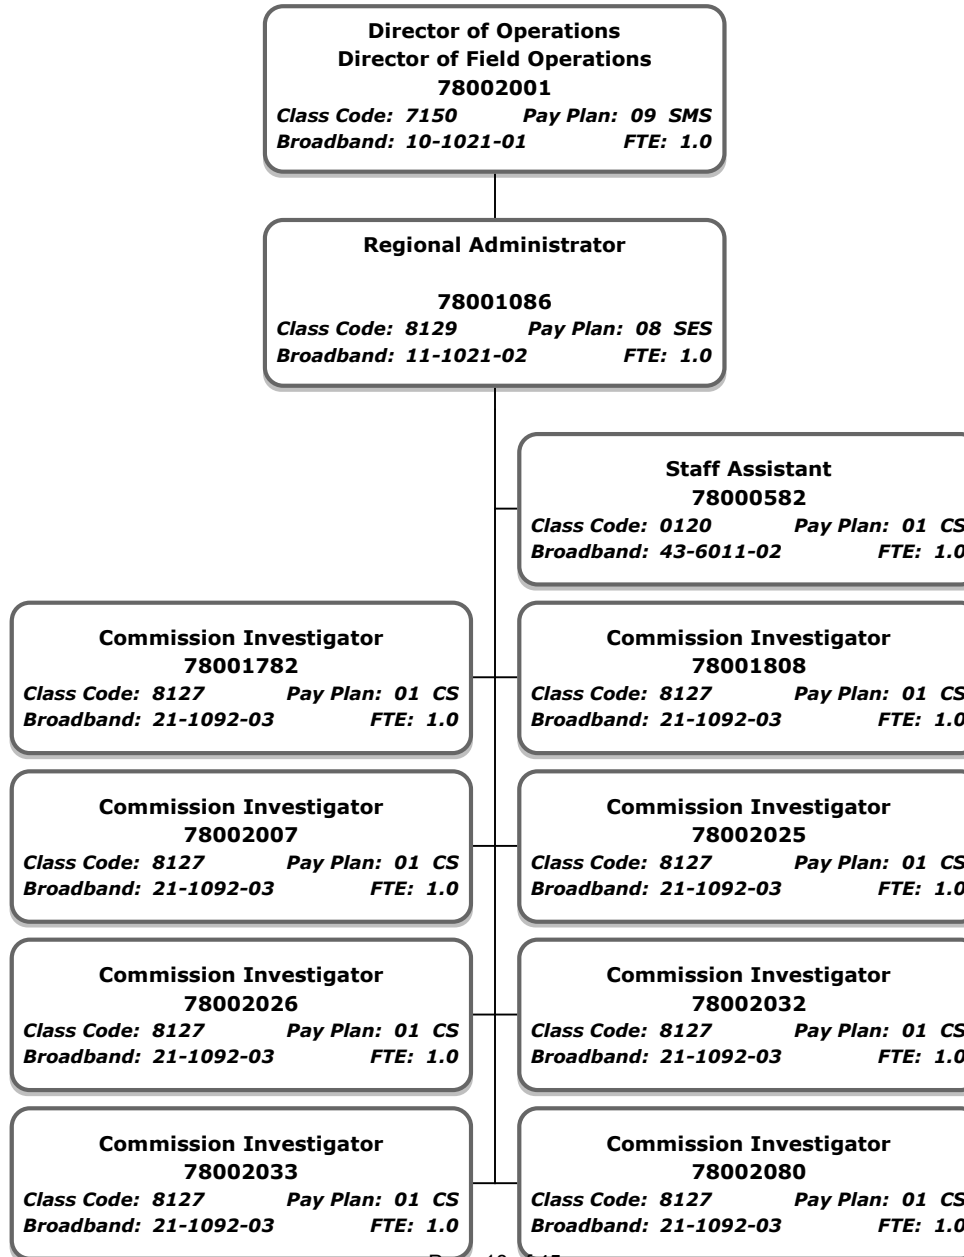 Director of Operations
Director of Field Operations
78002001
Class Code: 7150 Pay Plan: 09 SMS
Broadband: 10-1021-01 FTE: 1.0
Regional Administrator
78001086
Class Code: 8129 Pay Plan: 08 SES
Broadband: 11-1021-02 FTE: 1.0
Staff Assistant
78000582
Class Code: 0120 Pay Plan: 01 CS
Broadband: 43-6011-02 FTE: 1.0
Commission Investigator
78001782
Class Code: 8127 Pay Plan: 01 CS
Broadband: 21-1092-03 FTE: 1.0
Commission Investigator
78001808
Class Code: 8127 Pay Plan: 01 CS
Broadband: 21-1092-03 FTE: 1.0
Commission Investigator
78002007
Class Code: 8127 Pay Plan: 01 CS
Broadband: 21-1092-03 FTE: 1.0
Commission Investigator
78002025
Class Code: 8127 Pay Plan: 01 CS
Broadband: 21-1092-03 FTE: 1.0
Commission Investigator
78002026
Class Code: 8127 Pay Plan: 01 CS
Broadband: 21-1092-03 FTE: 1.0
Commission Investigator
78002032
Class Code: 8127 Pay Plan: 01 CS
Broadband: 21-1092-03 FTE: 1.0
Commission Investigator
78002033
Class Code: 8127 Pay Plan: 01 CS
Broadband: 21-1092-03 FTE: 1.0
Commission Investigator
78002080
Class Code: 8127 Pay Plan: 01 CS
Broadband: 21-1092-03 FTE: 1.0